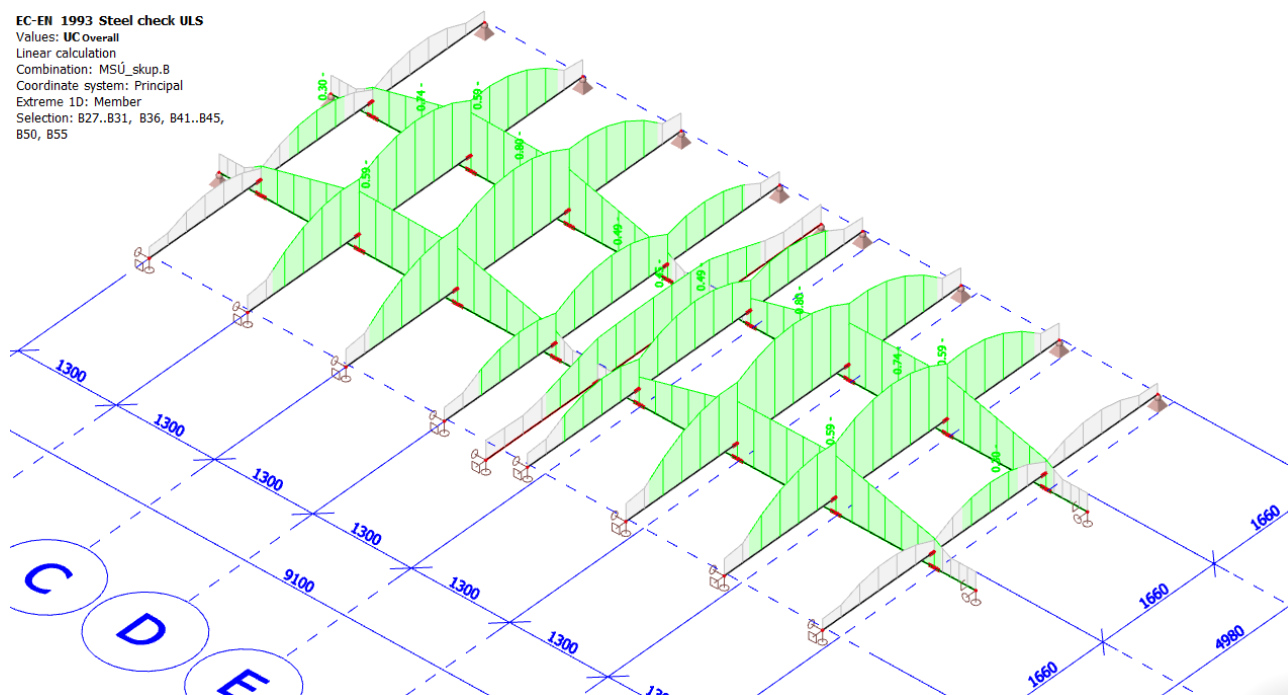 EC-EN 1993 Steel check ULS
Values: UC Overall
Linear calculation
Combination: MSÚ_skup.B
Coordinate system: Principal
Extreme 1D: Member
Selection: B27..B31, B36, B41..B45,
B50, B55
0.30 -
0.74 -
0.59 -
0.80 -
0.59 -
0.49 -
0.49 -
0.80 -
0.74 -
0.59 -
0.59 -
1300
1300
1300
1300
1300
1300
9100
1660
1660
1660
4980
C
D
E